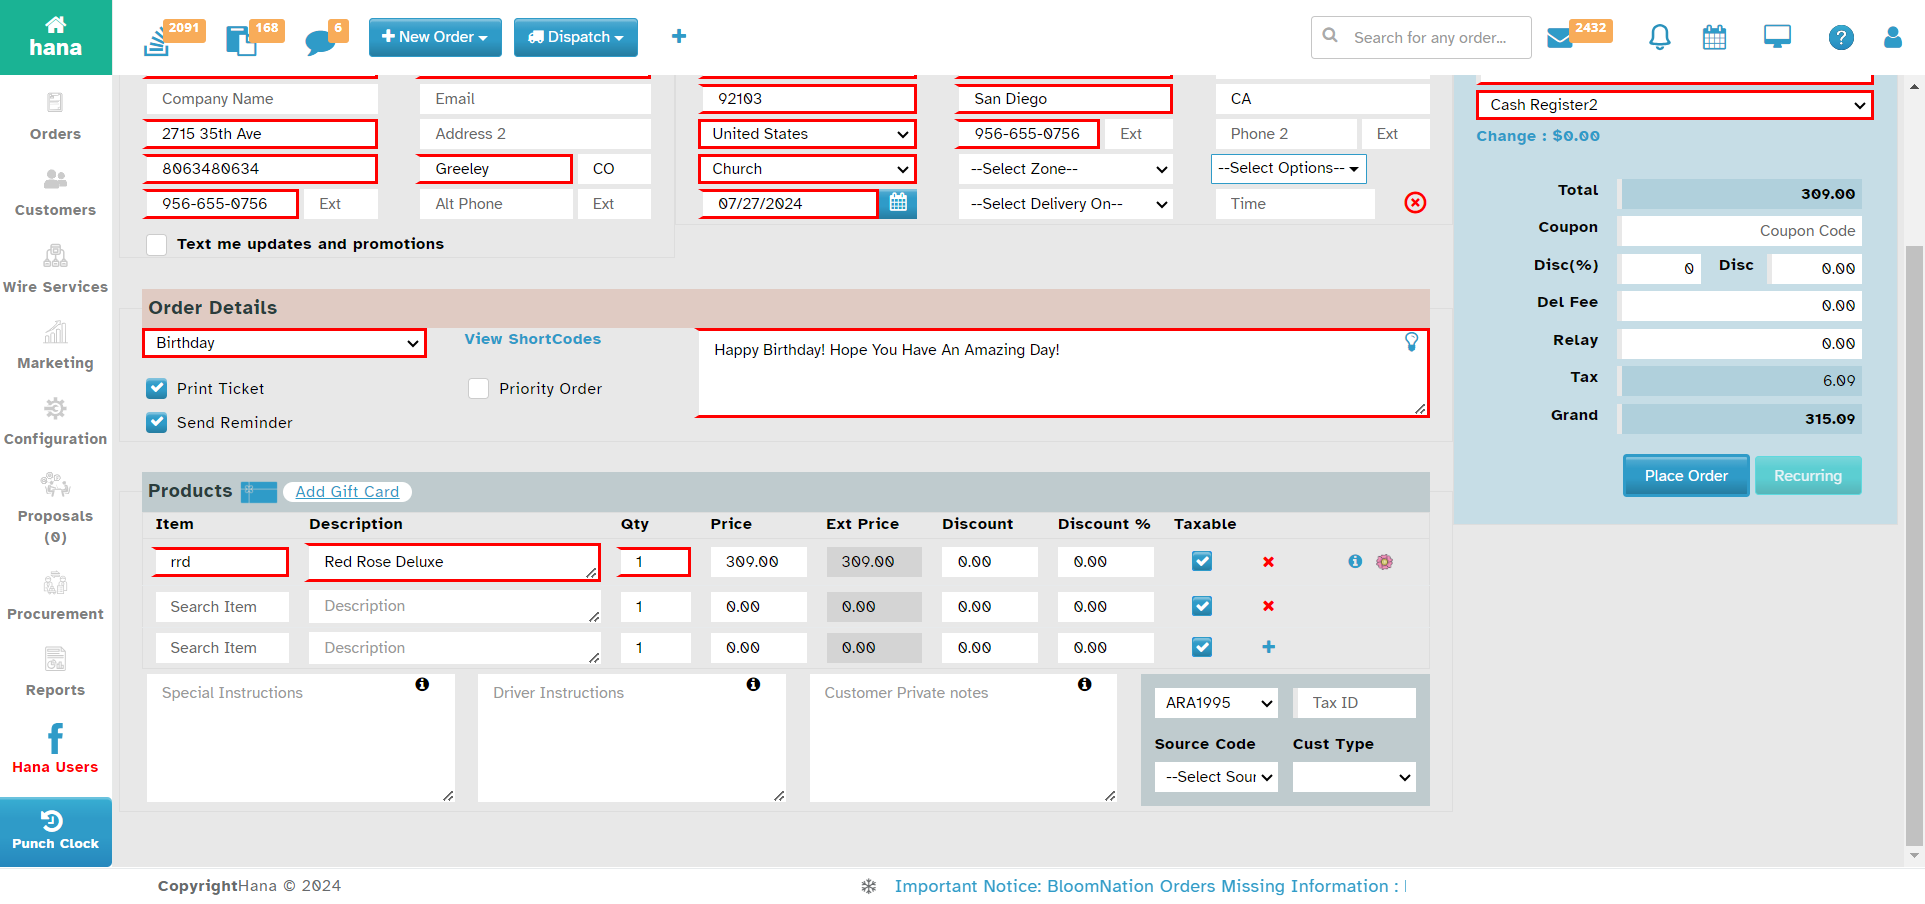 hana
2091
168
6
New Order
Dispatch
Search for any order...
2432
?
Orders
Customers
Wire Services
Marketing
Configuration
Proposals
(0)
Procurement
Reports
Hana Users
Punch Clock
Company Name
Email
2715 35th Ave
Address 2
8063480634
Greeley
CO
956-655-0756
Ext
Alt Phone
Ext
Text me updates and promotions
92103
San Diego
CA
United States
956-655-0756
Ext
Phone 2
Ext
Church
--Select Zone--
--Select Options--
07/27/2024
--Select Delivery On--
Time
Order Details
Birthday
View ShortCodes
Happy Birthday! Hope You Have An Amazing Day!
Print Ticket
Priority Order
Send Reminder
Products
Add Gift Card
Item Description Qty Price Ext Price Discount Discount % Taxable
rrd Red Rose Deluxe 1 309.00 309.00 0.00 0.00
Search Item Description 1 0.00 0.00 0.00 0.00
Search Item Description 1 0.00 0.00 0.00 0.00
Special Instructions
Driver Instructions
Customer Private notes
ARA1995
Tax ID
Source Code
Cust Type
--Select Sour
Cash Register2
Change : $0.00
Total 309.00
Coupon Coupon Code
Disc(%) 0 Disc 0.00
Del Fee 0.00
Relay 0.00
Tax 6.09
Grand 315.09
Place Order
Recurring
CopyrightHana © 2024
Important Notice: BloomNation Orders Missing Information :